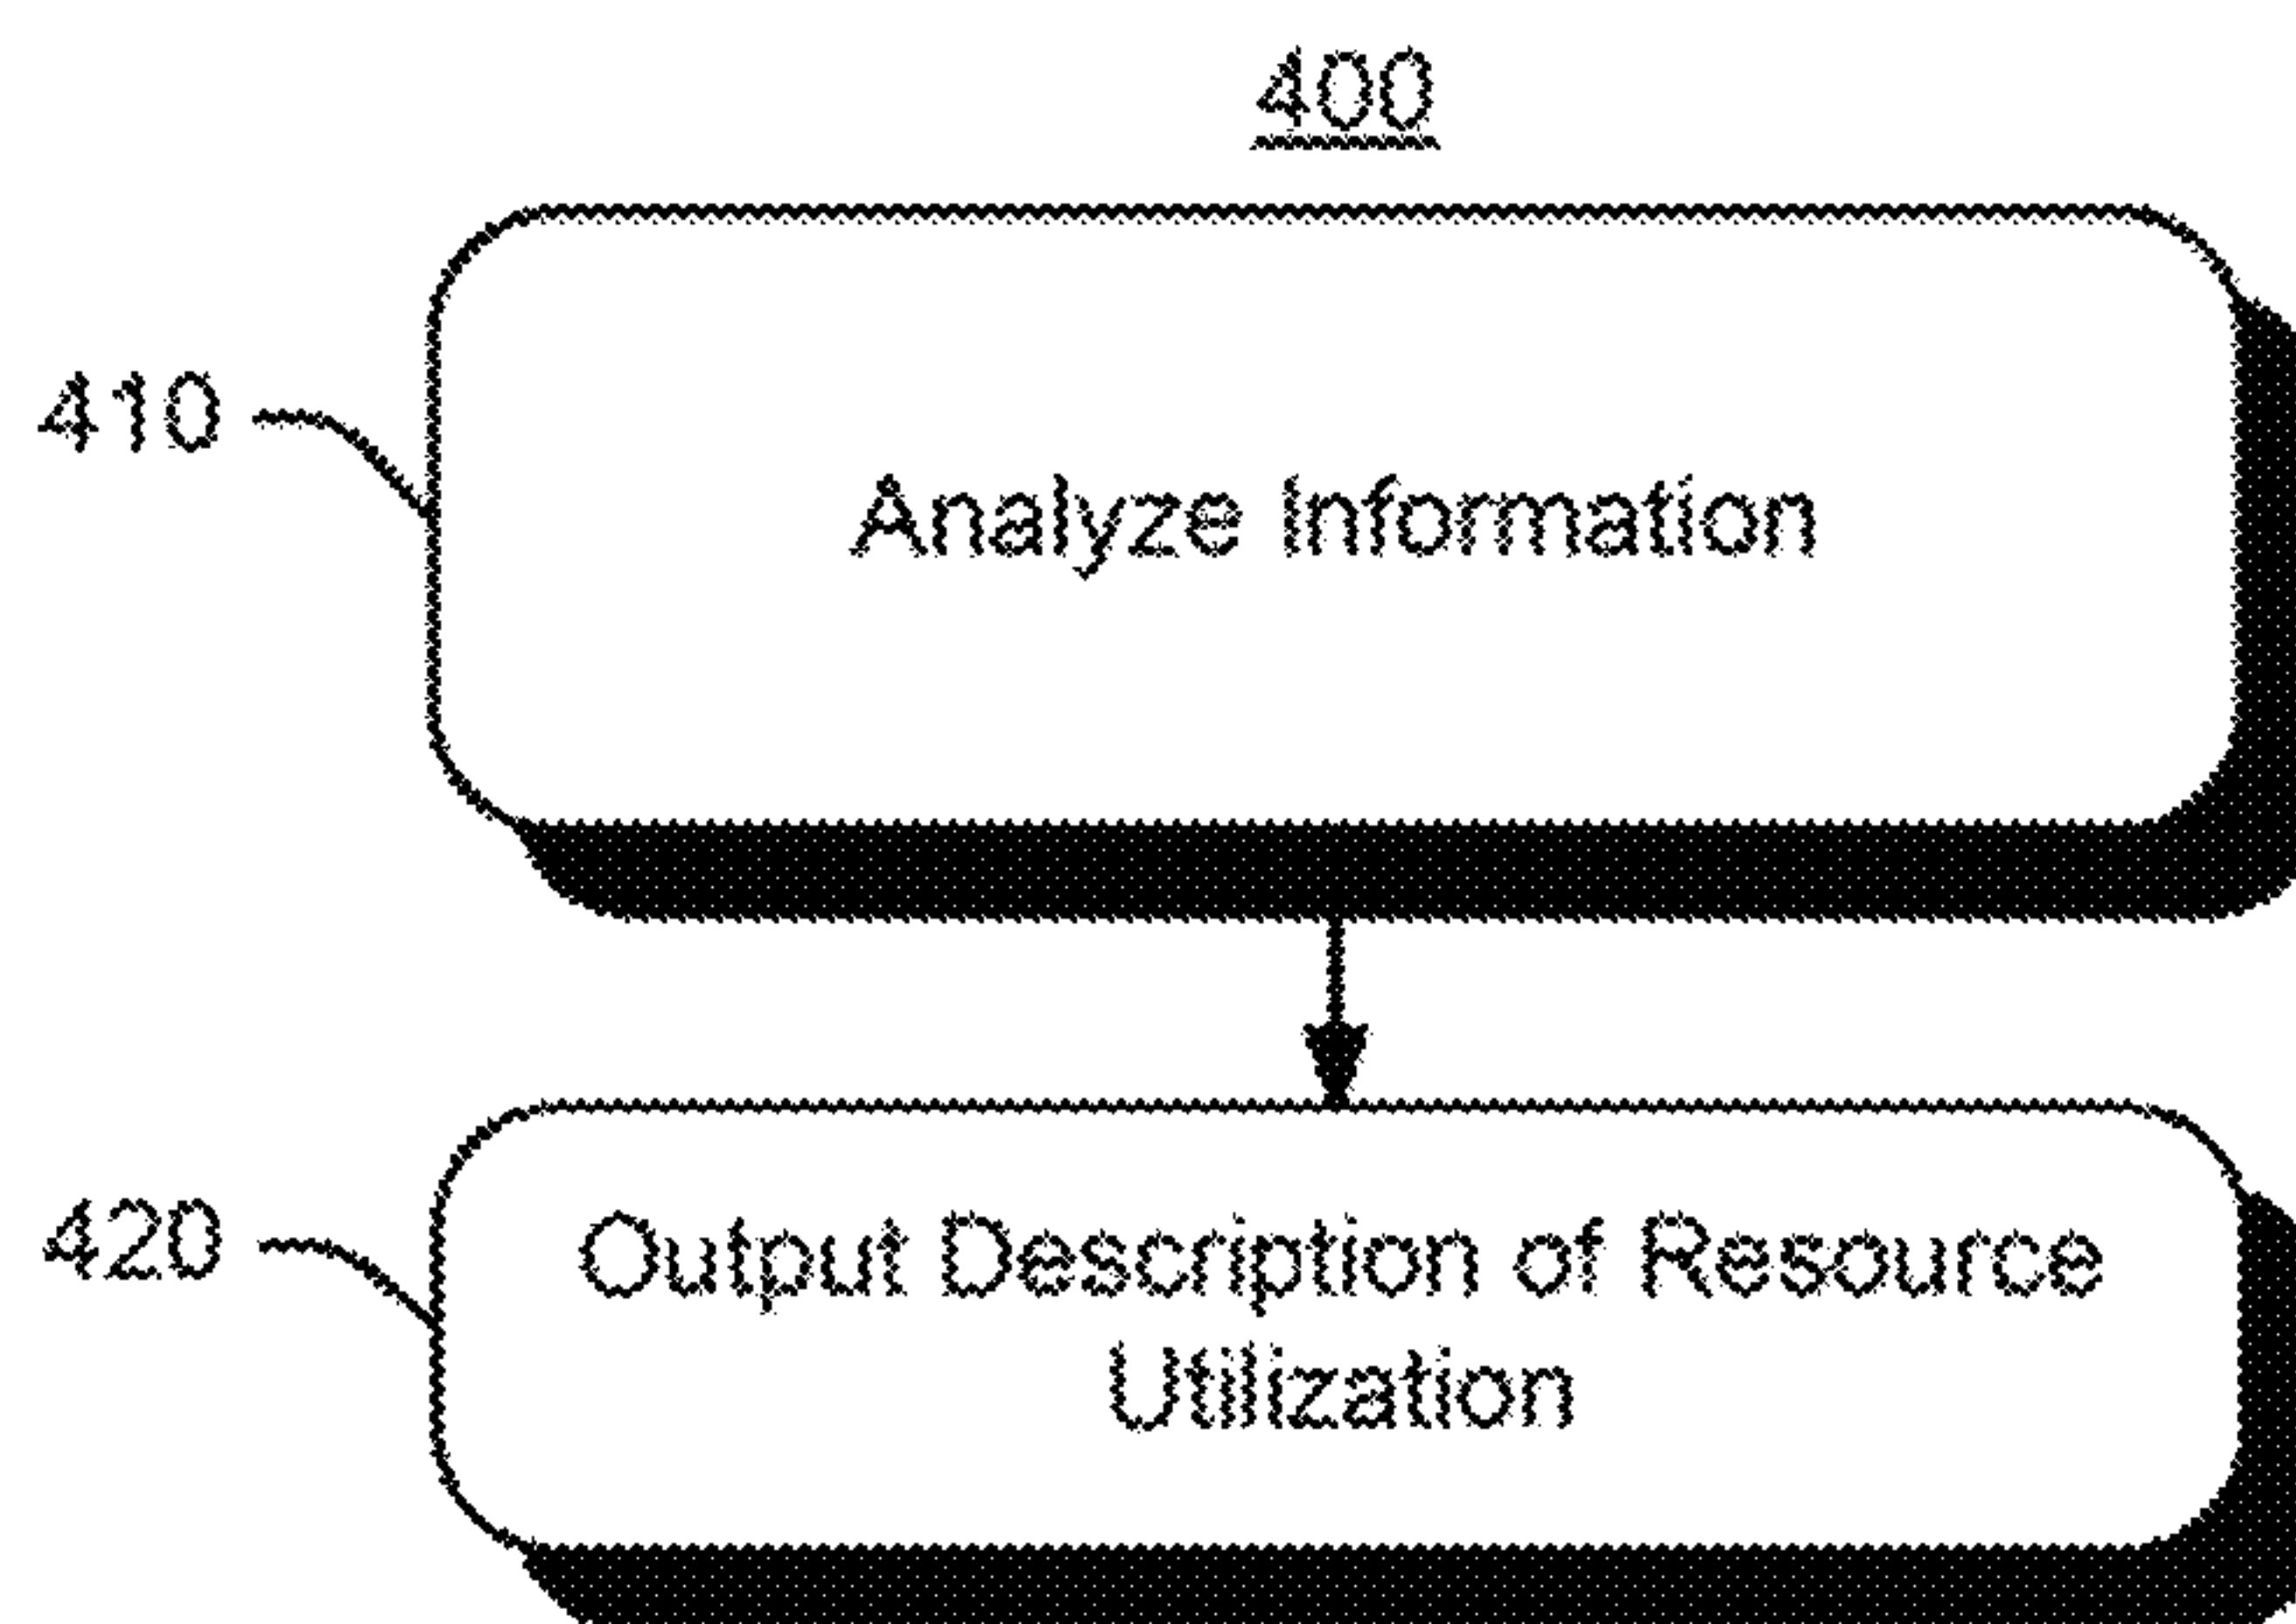 400
410
Analyze Information
420
Output Description of Resource
Utilization